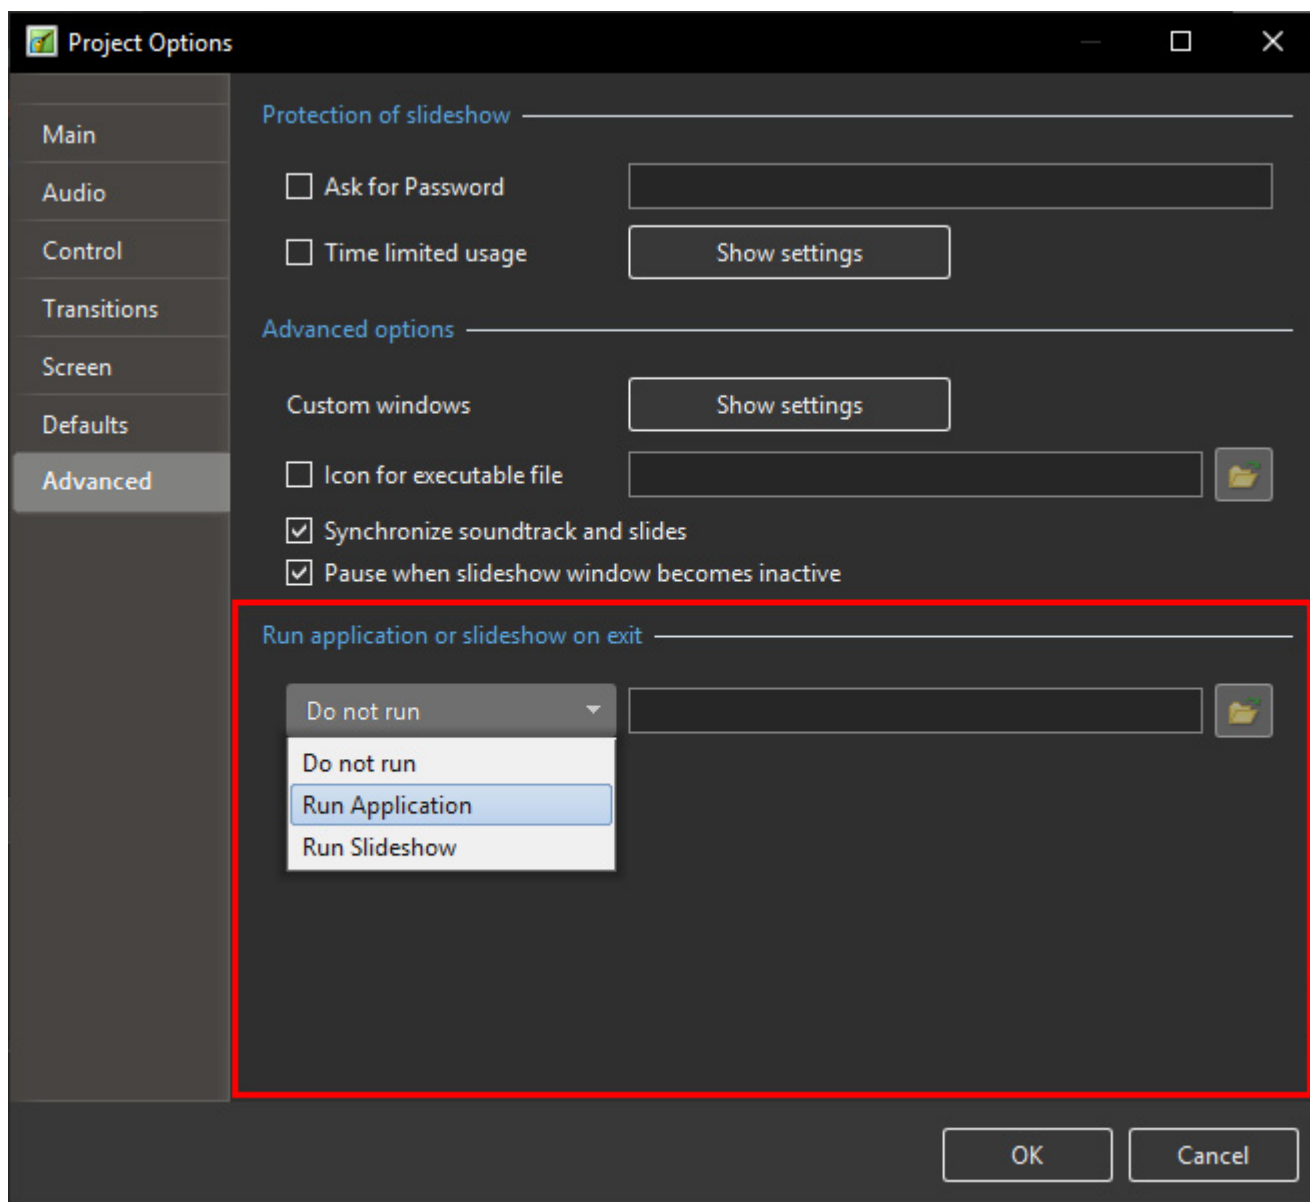 Project Options
Main
Audio
Control
Transitions
Screen
Defaults
Advanced
Protection of slideshow
Ask for Password
Time limited usage
Show settings
Advanced options
Custom windows
Show settings
Icon for executable file
Synchronize soundtrack and slides
Pause when slideshow window becomes inactive
Run application or slideshow on exit
Do not run
Do not run
Run Application
Run Slideshow
OK
Cancel